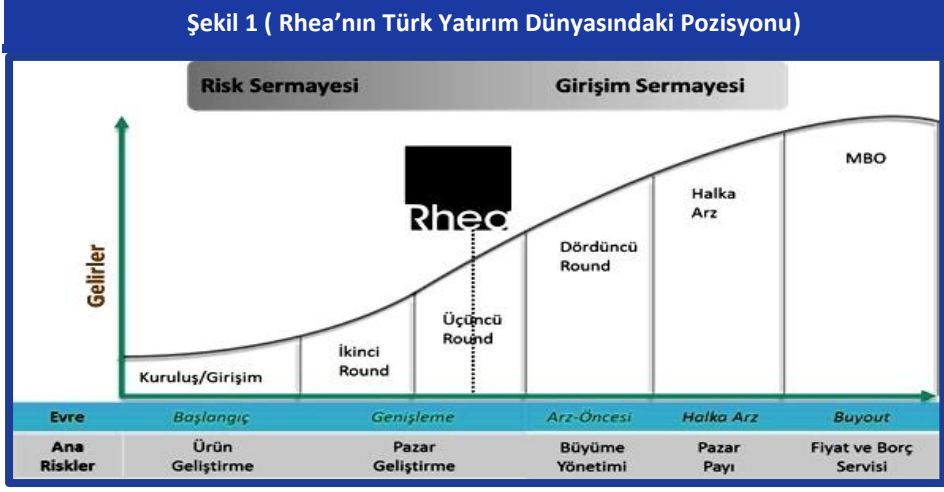 Şekil 1 ( Rhea’nın Türk Yatırım Dünyasındaki Pozisyonu)
Risk Sermayesi Girişim Sermayesi
MBO
Rhea
Halka
Arz
Gelirler
Dördüncü
Round
Üçüncü
Round
İkinci
Round
Kuruluş/Girişim
Evre Başlangıç Genişleme Arz-Öncesi Halka Arz Buyout
Ana
Riskler
Ürün
Geliştirme
Pazar
Geliştirme
Büyüme
Yönetimi
Pazar
Payı
Fiyat ve Borç
Servisi